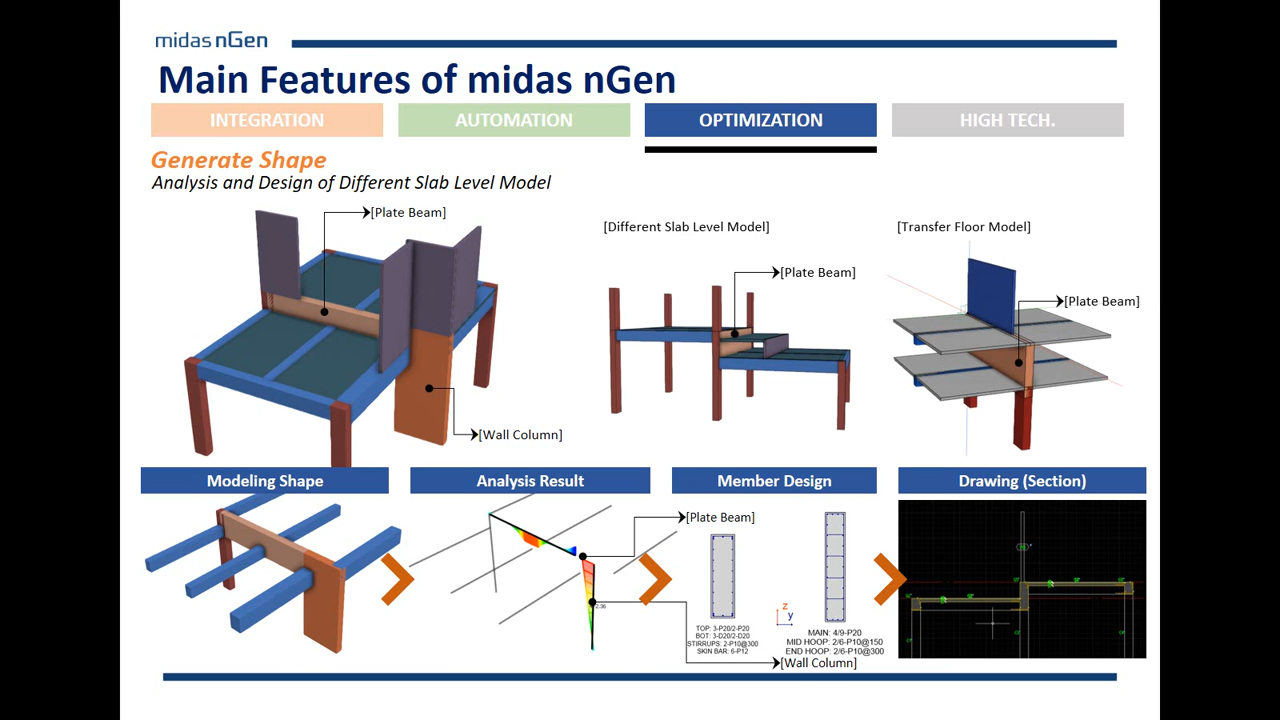 midas nGen
Main Features of midas nGen
INTEGRATION
AUTOMATION
OPTIMIZATION
HIGH TECH.
Generate Shape
Analysis and Design of Different Slab Level Model
[Plate Beam]
[Wall Column]
[Different Slab Level Model]
[Plate Beam]
[Transfer Floor Model]
[Plate Beam]
Modeling Shape
Analysis Result
Member Design
Drawing (Section)
[Plate Beam]
2.36
z
y
TOP: 3-P20/2-P20
BOT: 3-D20/2-D20
STIRRUPS: 2-P10@300
SKIN BAR: 6-P12
MAIN: 4/9-P20
MID HOOP: 2/6-P10@150
END HOOP: 2/6-P10@300
[Wall Column]